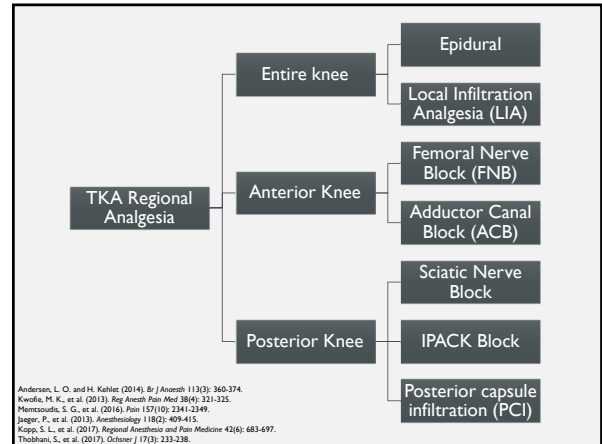 TKA Regional
Analgesia
Entire knee
Epidural
Local Infiltration
Analgesia (LIA)
Anterior Knee
Femoral Nerve
Block (FNB)
Adductor Canal
Block (ACB)
Posterior Knee
Sciatic Nerve
Block
IPACK Block
Posterior capsule
infiltration (PCI)
Andersen, L. O. and H. Kehlet (2014). Br J Anaesth 113(3): 360-374.
Kwofie, M. K., et al. (2013). Reg Anesth Pain Med 38(4): 321-325.
Memtsoudis, S. G., et al. (2016). Pain 157(10): 2341-2349.
Jaeger, P., et al. (2013). Anesthesiology 118(2): 409-415.
Kopp, S. L., et al. (2017). Regional Anesthesia and Pain Medicine 42(6): 683-697.
Thobhani, S., et al. (2017). Ochsner J 17(3): 233-238.